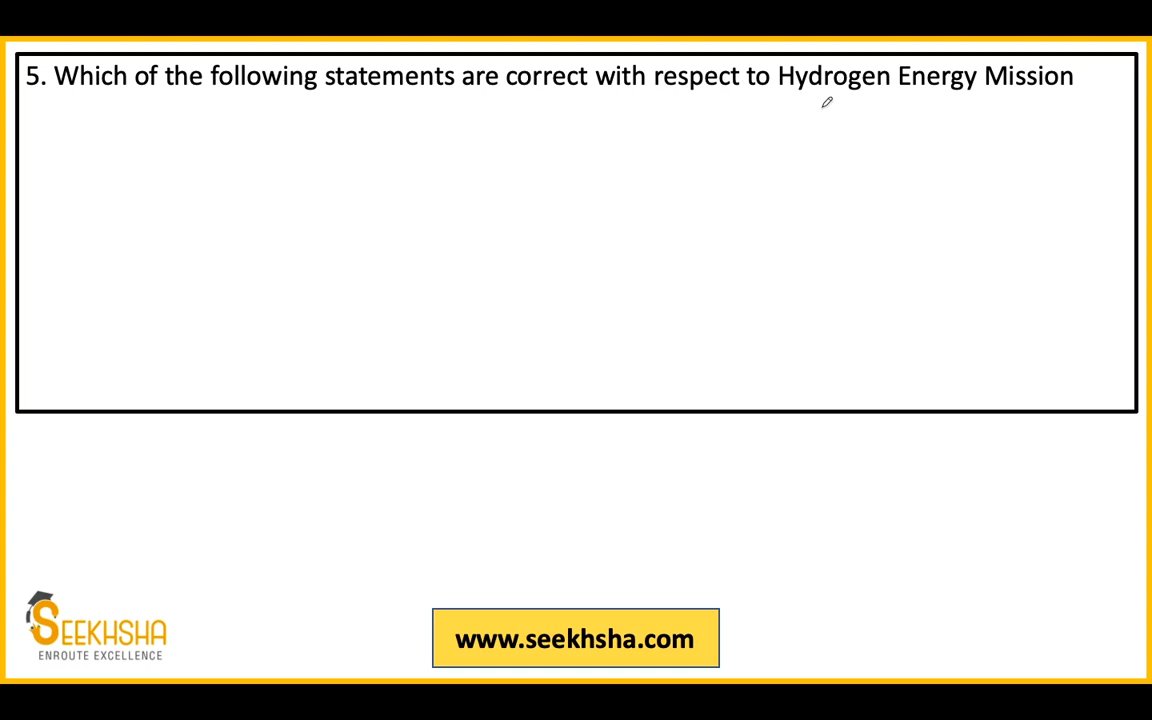 5. Which of the following statements are correct with respect to Hydrogen Energy Mission
SEEKHSHA
ENROUTE EXCELLENCE
www.seekhsha.com